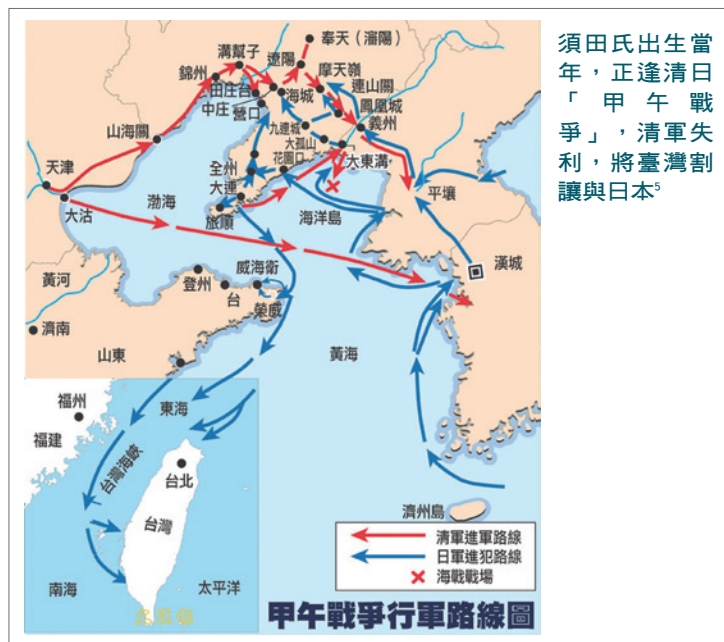 須田氏出生當
年，正逢清日
「甲午戰
爭」，清軍失
利，將臺灣割
讓與日本5
奉天（瀋陽）
溝幫子
遼陽
摩天嶺
錦州
連山關
田庄台
海城
鳳凰城
中庄
營口
義州
山海關
九連城
大孤山
天津
全州
花園口
大東溝
大連
平壤
大沽
渤海
旅順
海洋島
黃河
登州
威海衛
漢城
台
榮威
濟南
山東
黃海
福州
東海
福建
台灣海峽
台北
濟州島
台灣
清軍進軍路線
日軍進犯路線
海戰戰場
南海
太平洋
甲午戰爭行軍路線圖